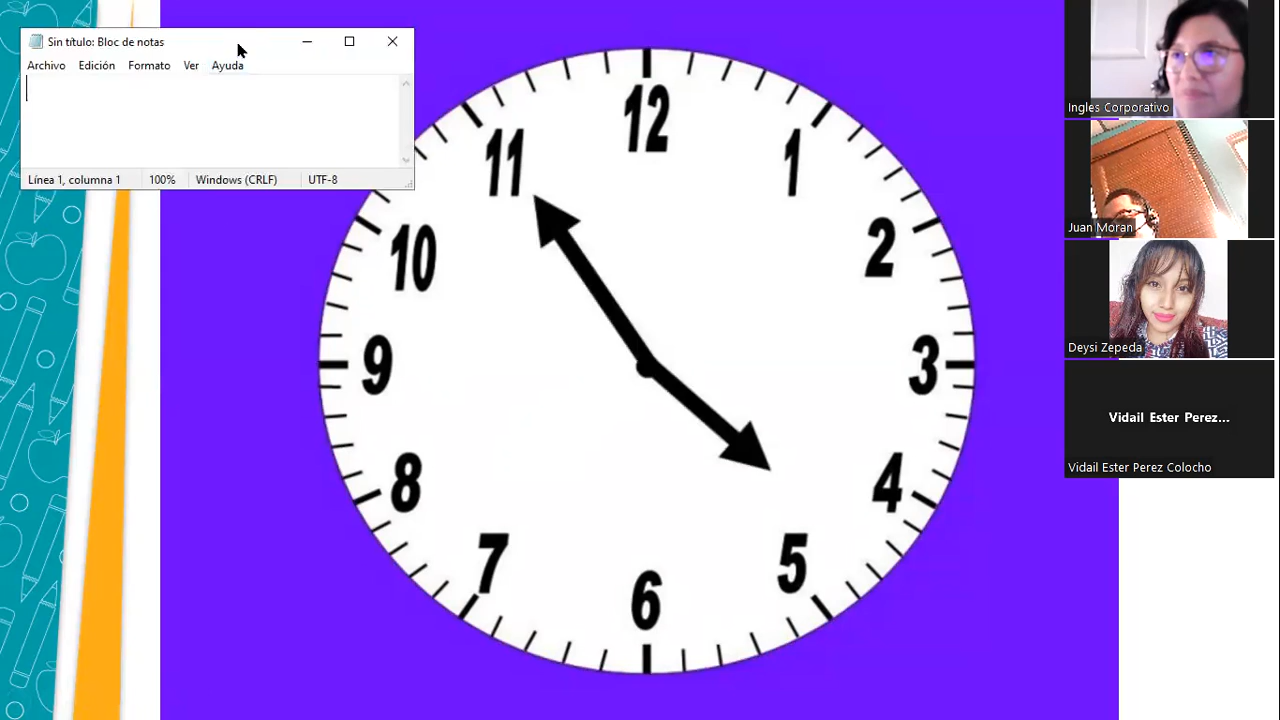 Sin título: Bloc de notas
Archivo Edición Formato Ver Ayuda
Línea 1, columna 1 100% Windows (CRLF) UTF-8
12
11 1
10 2
9 3
8 4
7 5
6
Ingles Corporativo
Juan Moran
Deysi Zepeda
Vidail Ester Perez...
Vidail Ester Perez Colocho